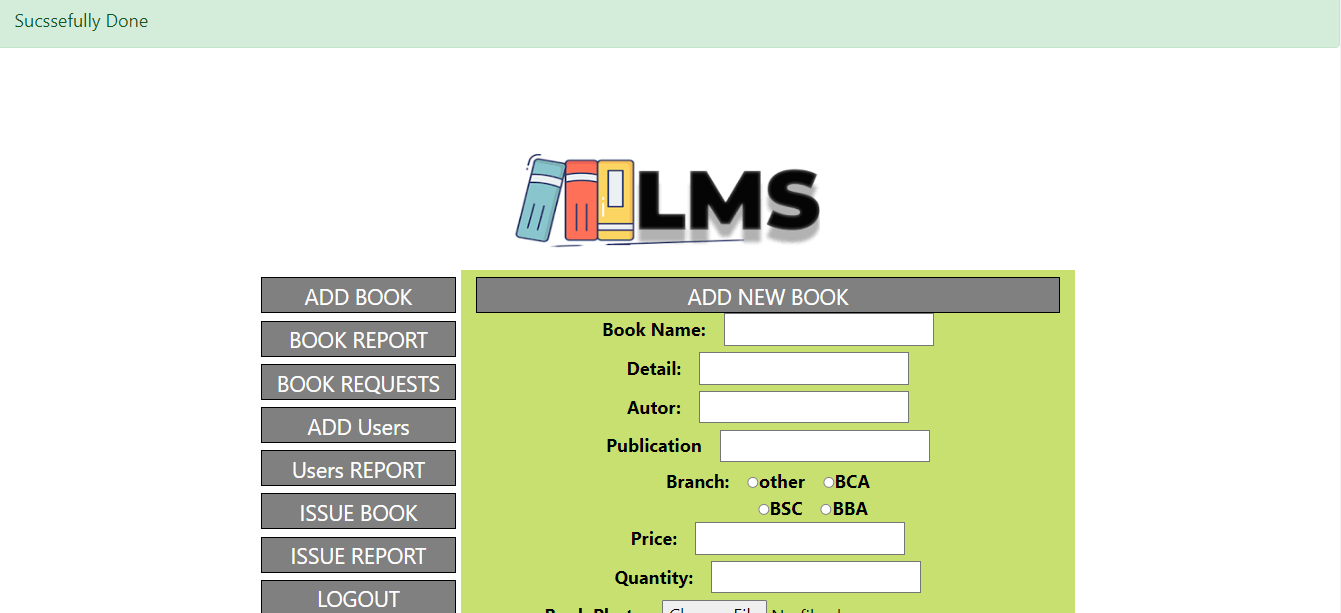 Sucssefully Done
LMS
ADD BOOK
BOOK REPORT
BOOK REQUESTS
ADD Users
Users REPORT
ISSUE BOOK
ISSUE REPORT
LOGOUT
ADD NEW BOOK
Book Name:
Detail:
Autor:
Publication
Branch: other BCA
BSC BBA
Price:
Quantity: